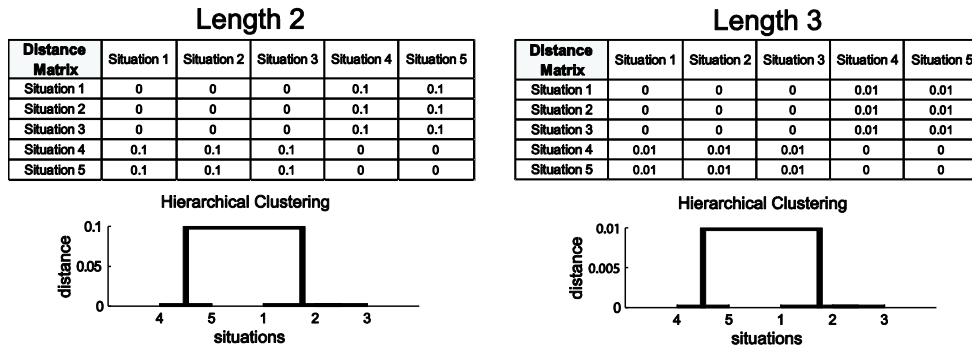 Length 2
Distance Matrix Situation 1 Situation 2 Situation 3 Situation 4 Situation 5
Situation 1 0 0 0 0.1 0.1
Situation 2 0 0 0 0.1 0.1
Situation 3 0 0 0 0.1 0.1
Situation 4 0.1 0.1 0.1 0 0
Situation 5 0.1 0.1 0.1 0 0
Hierarchical Clustering
0.1
0.05
0
distance
4 5 1 2 3
situations
Length 3
Distance Matrix Situation 1 Situation 2 Situation 3 Situation 4 Situation 5
Situation 1 0 0 0 0.01 0.01
Situation 2 0 0 0 0.01 0.01
Situation 3 0 0 0 0.01 0.01
Situation 4 0.01 0.01 0.01 0 0
Situation 5 0.01 0.01 0.01 0 0
Hierarchical Clustering
0.01
0.005
0
distance
4 5 1 2 3
situations